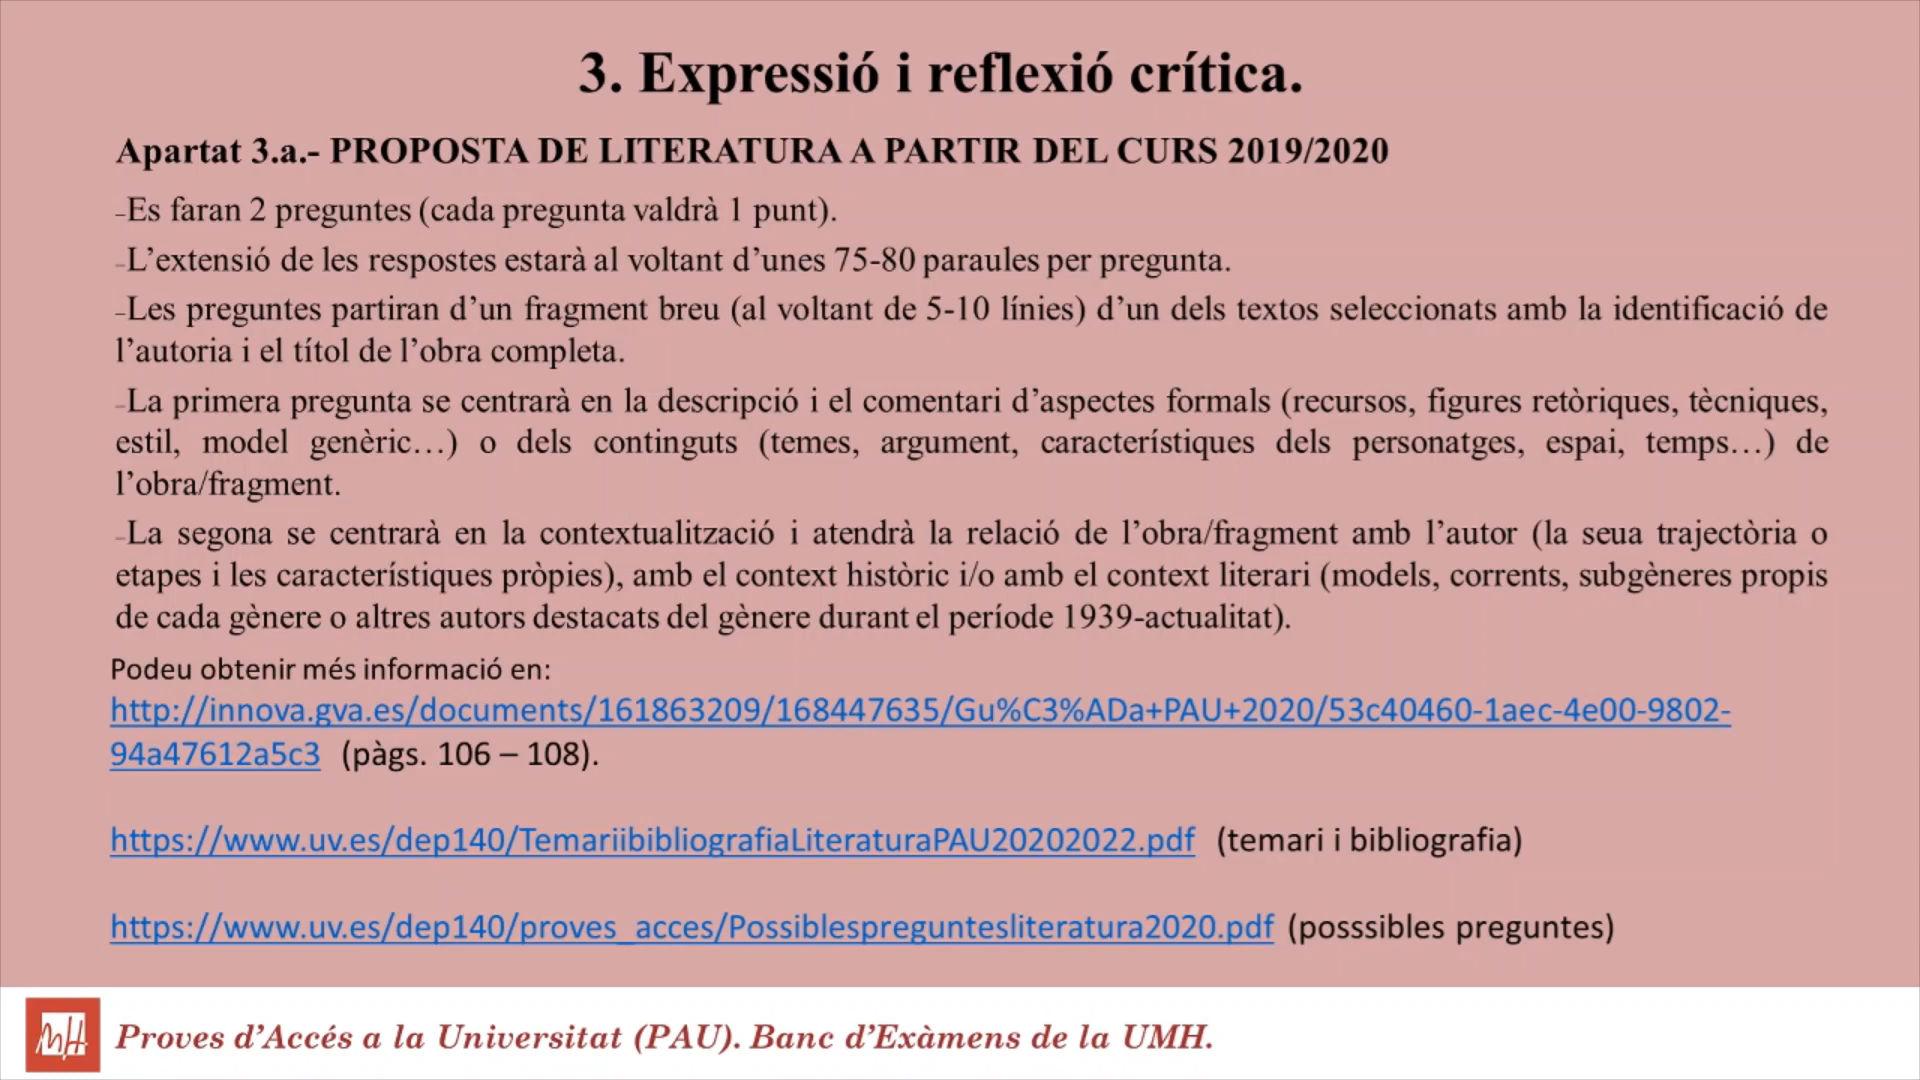 3. Expressió i reflexió crítica.
Apartat 3.a.- PROPOSTA DE LITERATURA A PARTIR DEL CURS 2019/2020
-Es faran 2 preguntes (cada pregunta valdrà 1 punt).
-L’extensió de les respostes estarà al voltant d’unes 75-80 paraules per pregunta.
-Les preguntes partiran d’un fragment breu (al voltant de 5-10 línies) d’un dels textos seleccionats amb la identificació de
l’autoria i el títol de l’obra completa.
-La primera pregunta se centrarà en la descripció i el comentari d’aspectes formals (recursos, figures retòriques, tècniques,
estil, model genèric…) o dels continguts (temes, argument, característiques dels personatges, espai, temps…) de
l’obra/fragment.
-La segona se centrarà en la contextualització i atendrà la relació de l’obra/fragment amb l’autor (la seua trajectòria o
etapes i les característiques pròpies), amb el context històric i/o amb el context literari (models, corrents, subgèneres propis
de cada gènere o altres autors destacats del gènere durant el període 1939-actualitat).
Podeu obtenir més informació en:
http://innova.gva.es/documents/161863209/168447635/Gu%C3%ADa+PAU+2020/53c40460-1aec-4e00-9802-
94a47612a5c3 (pàgs. 106 – 108).
https://www.uv.es/dep140/TemariibibliografiaLiteraturaPAU20202022.pdf (temari i bibliografia)
https://www.uv.es/dep140/proves_acces/Possiblespreguntesliteratura2020.pdf (posssibles preguntes)
MH Proves d’Accés a la Universitat (PAU). Banc d’Exàmens de la UMH.